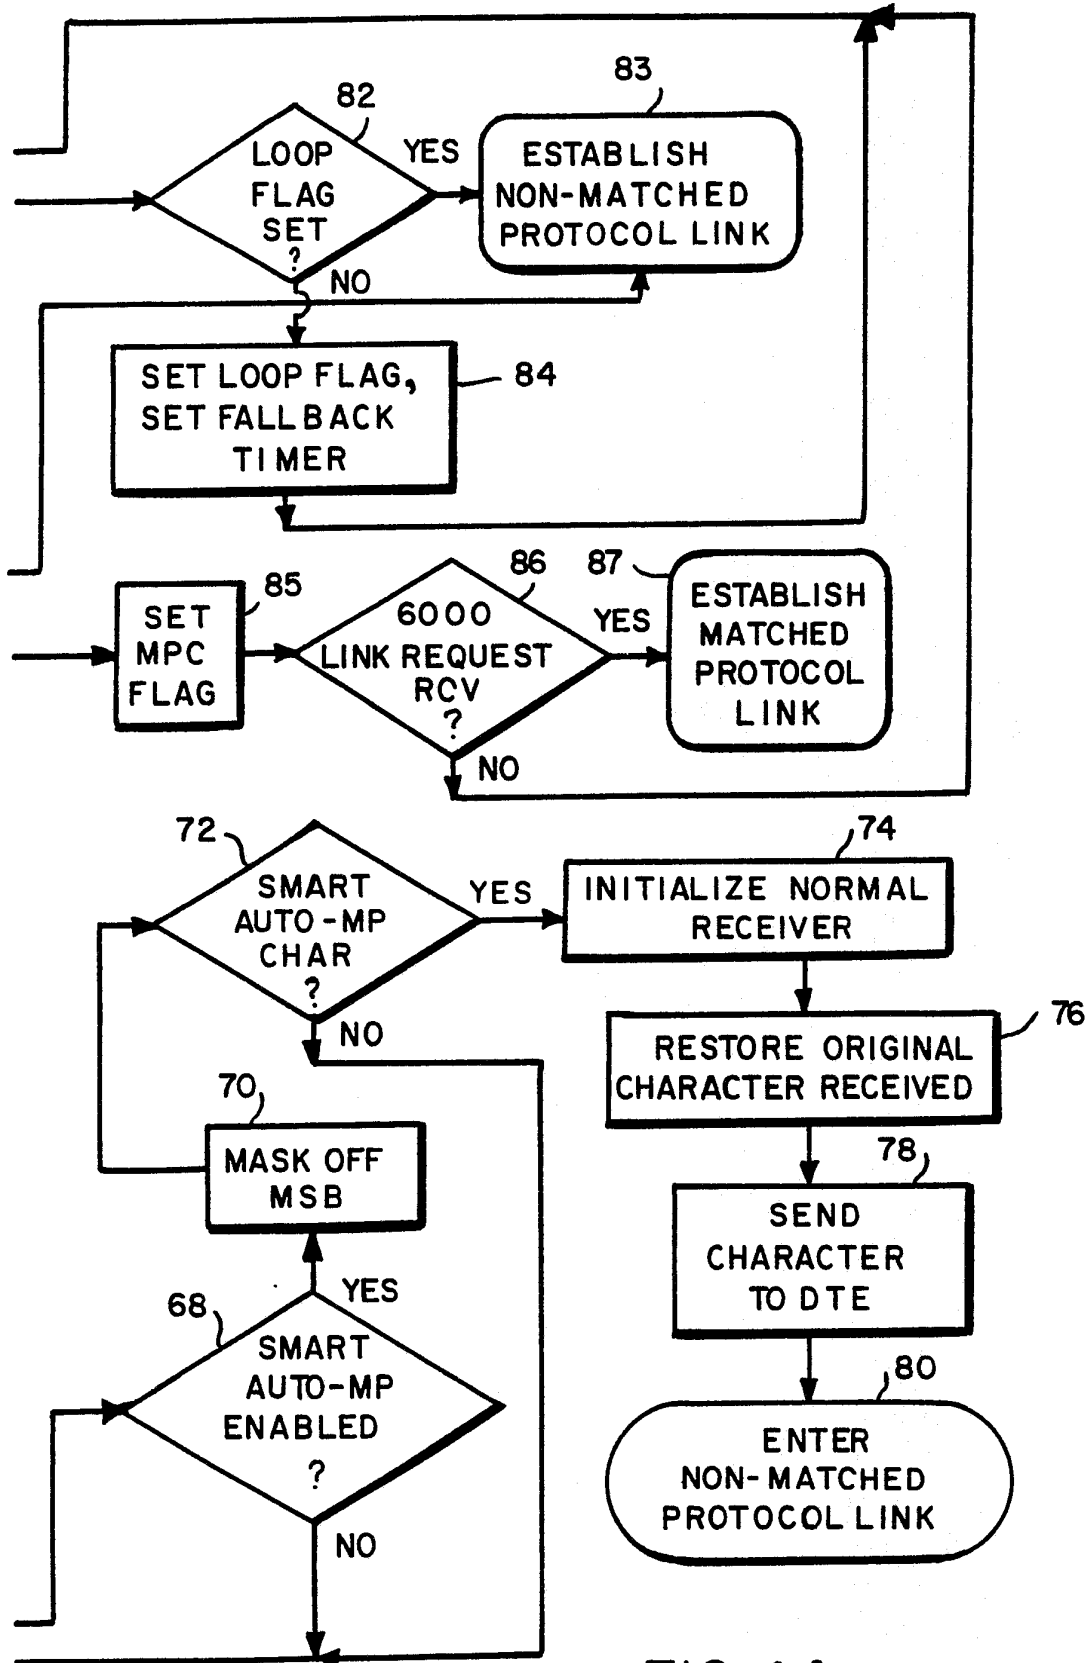 82
LOOP
FLAG
SET
?
YES
NO
83
ESTABLISH
NON-MATCHED
PROTOCOL LINK
SET LOOP FLAG,
SET FALLBACK
TIMER
84
85
SET
MPC
FLAG
86
6000
LINK REQUEST
RCV
?
YES
NO
87
ESTABLISH
MATCHED
PROTOCOL
LINK
72
SMART
AUTO-MP
CHAR
?
YES
NO
74
INITIALIZE NORMAL
RECEIVER
76
RESTORE ORIGINAL
CHARACTER RECEIVED
70
MASK OFF
MSB
78
SEND
CHARACTER
TO DTE
68
YES
SMART
AUTO-MP
ENABLED
?
NO
80
ENTER
NON-MATCHED
PROTOCOL LINK